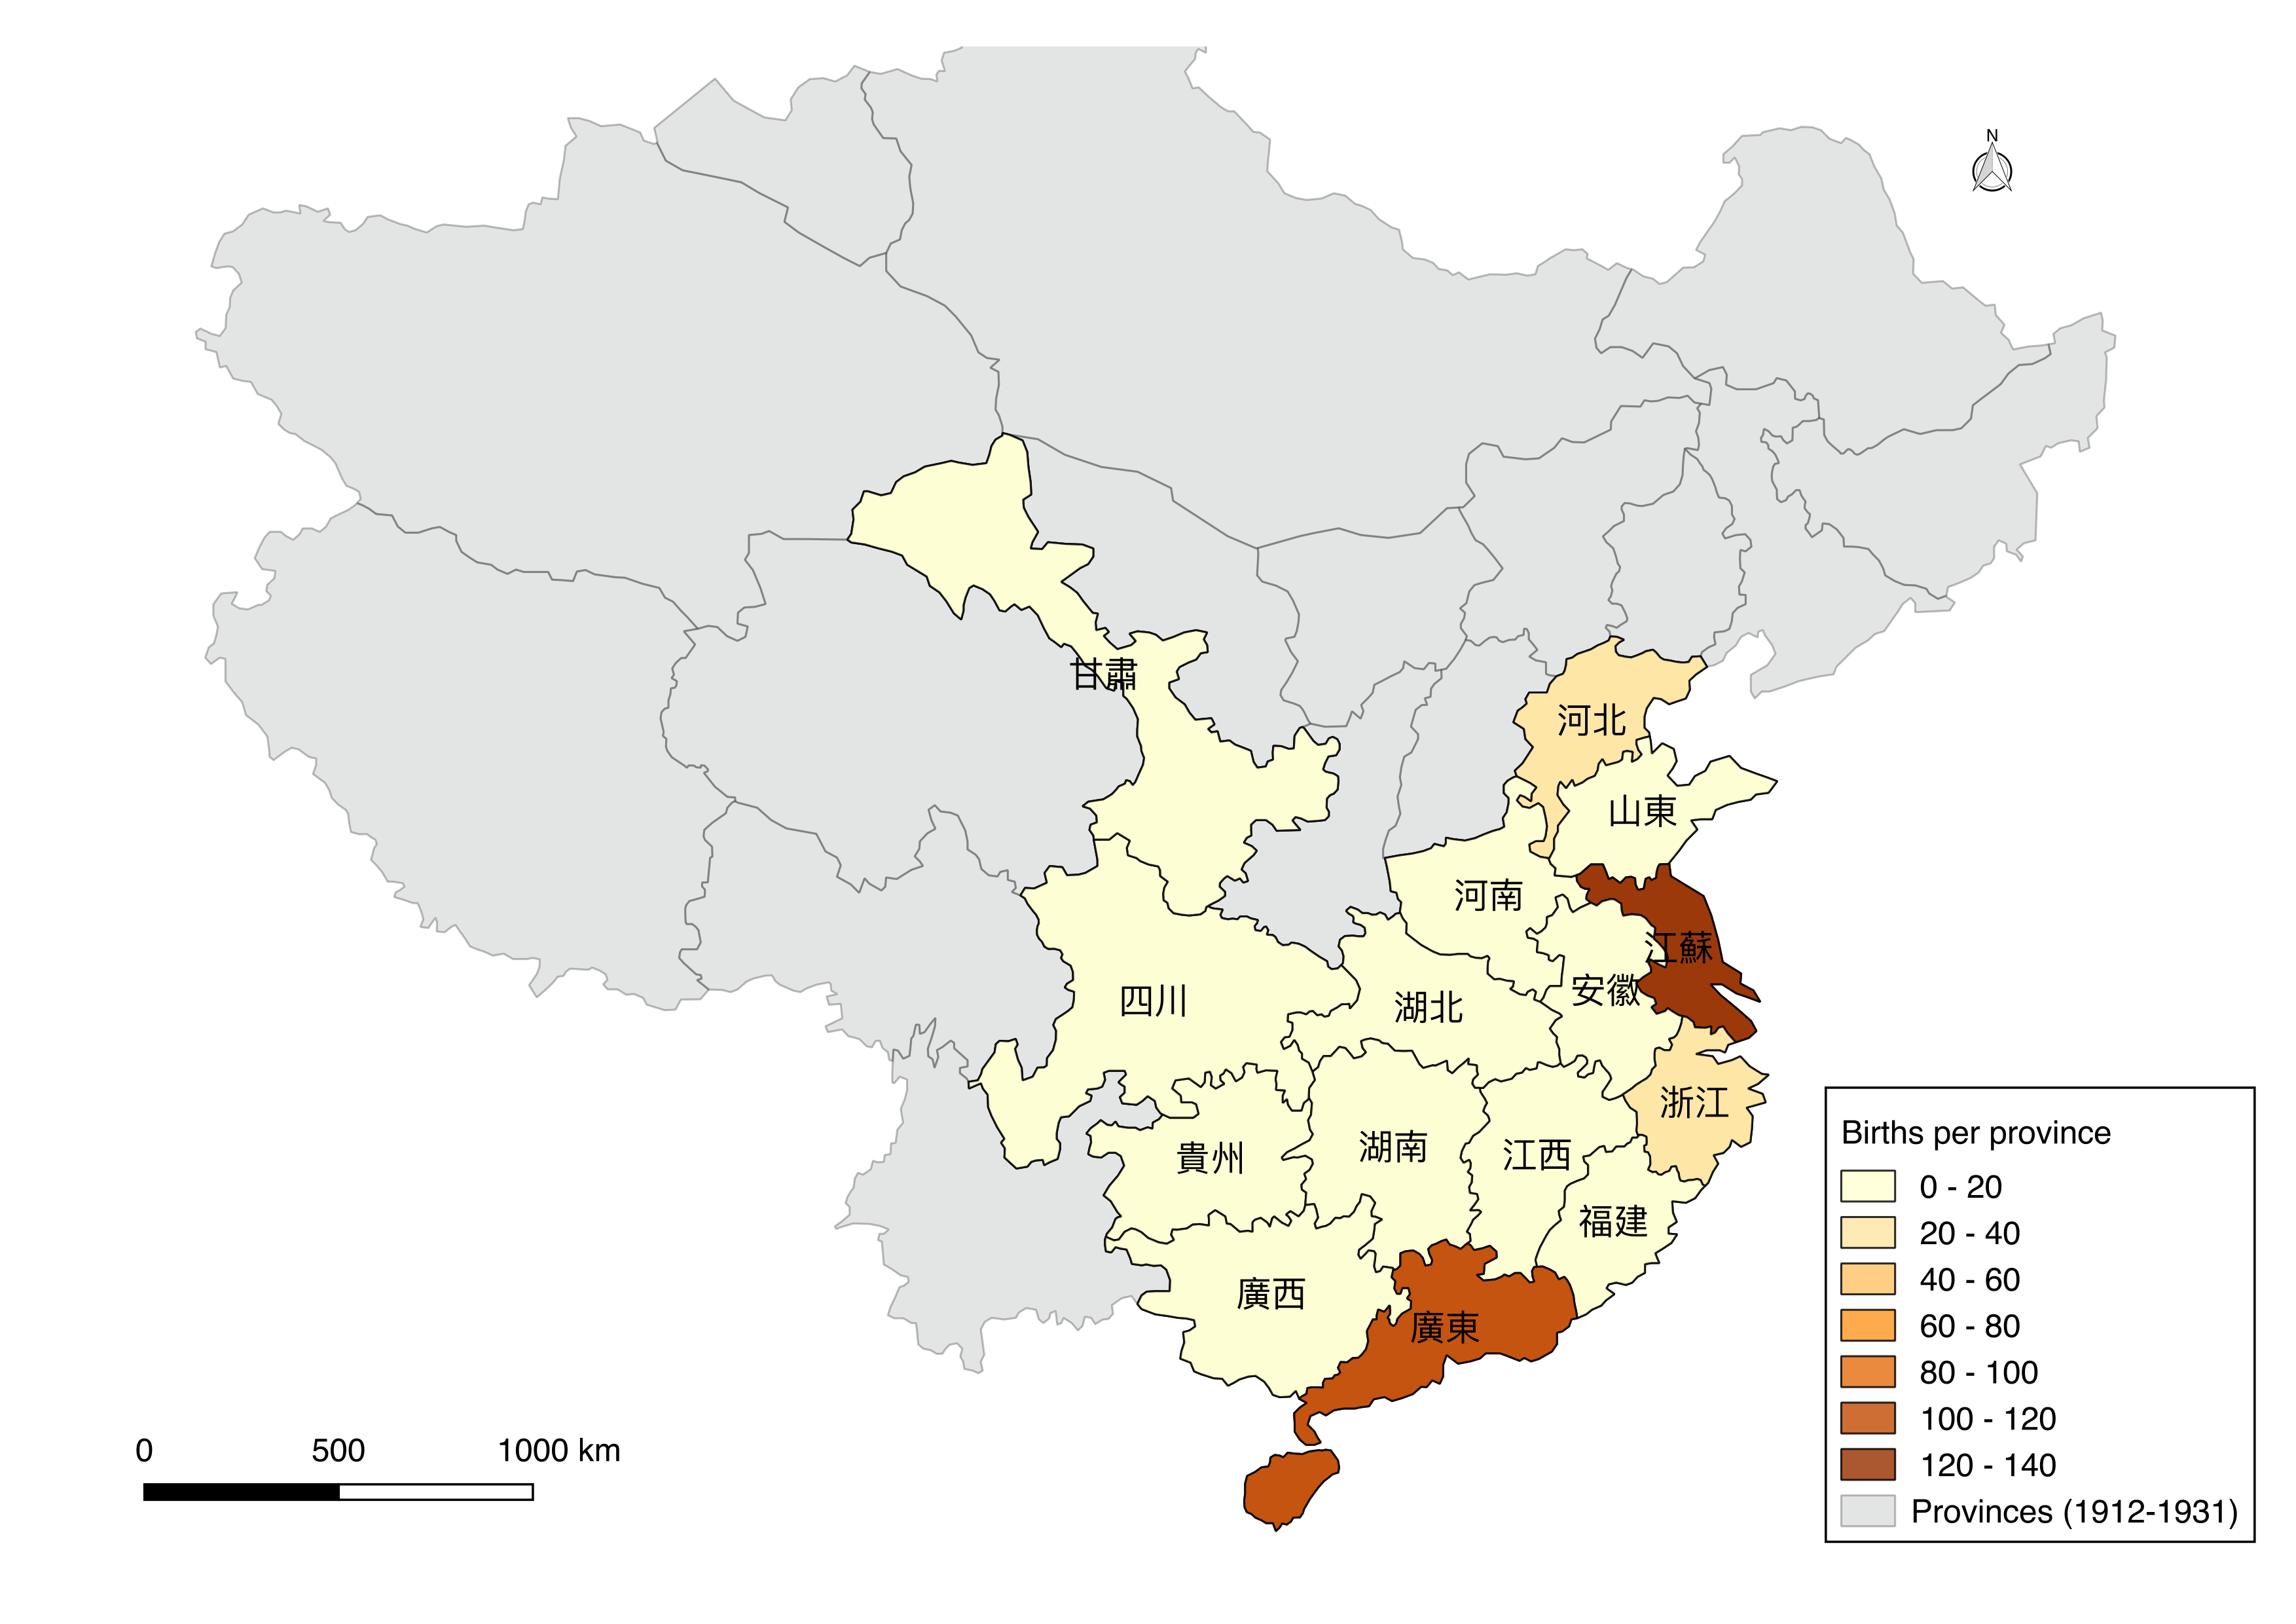 N
甘肅
河北
山東
河南
江蘇
安徽
四川
湖北
浙江
貴州
湖南
江西
福建
廣西
廣東
Births per province
0 - 20
20 - 40
40 - 60
60 - 80
80 - 100
100 - 120
120 - 140
Provinces (1912-1931)
0 500 1000 km